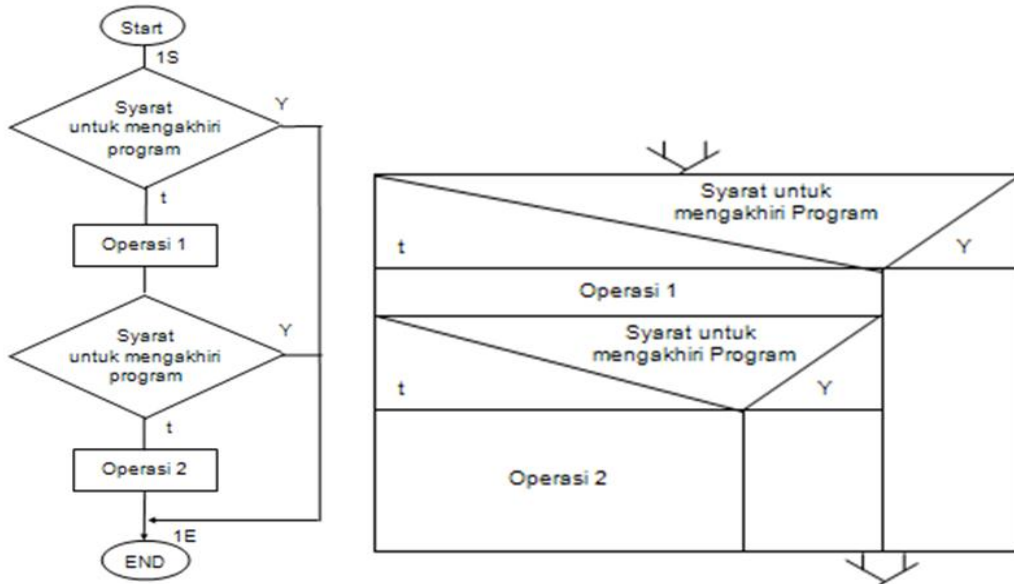 Start
1S
Syarat
untuk mengakhiri
program
Y
t
Operasi 1
Syarat
untuk mengakhiri
program
Y
t
Operasi 2
1E
END
Syarat untuk
mengakhiri Program
t
Y
Operasi 1
Syarat untuk
mengakhiri Program
t
Y
Operasi 2